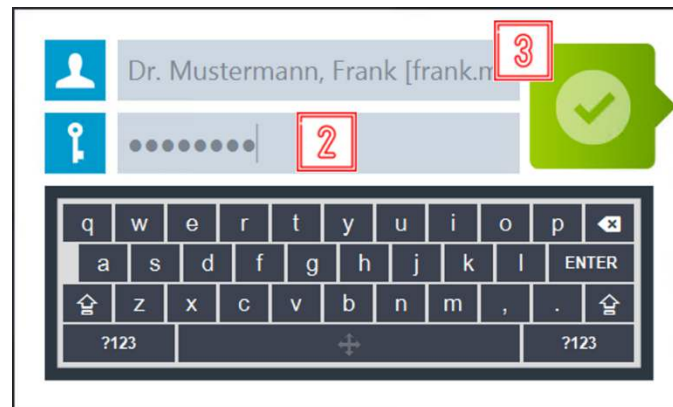 Dr. Mustermann, Frank [frank.m
3
●●●●●●●●
2
q w e r t y u i o p
a s d f g h j k l ENTER
z x c v b n m , .
?123 ?123